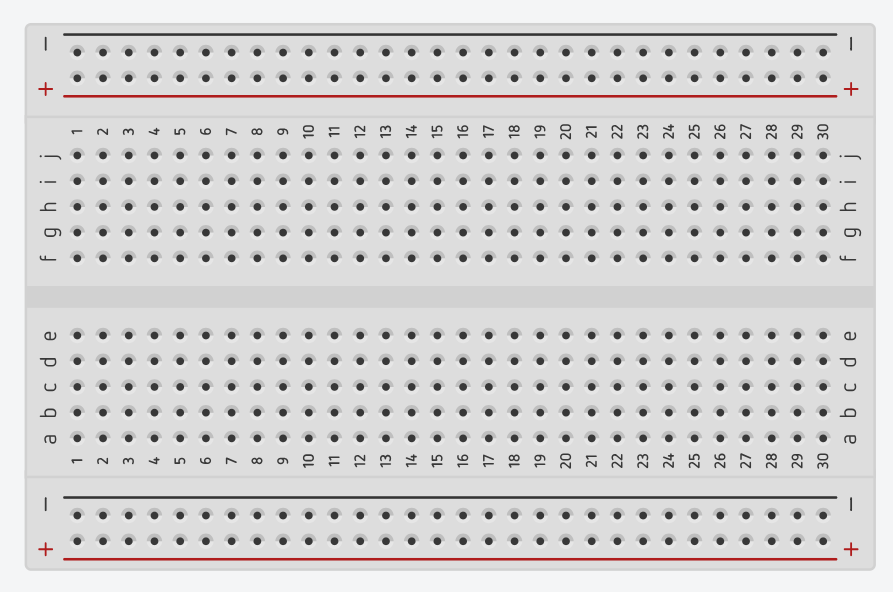 − −
+ +
1 2 3 4 5 6 7 8 9 10 11 12 13 14 15 16 17 18 19 20 21 22 23 24 25 26 27 28 29 30
j j
i i
h h
g g
f f
e e
d d
c c
b b
a a
1 2 3 4 5 6 7 8 9 10 11 12 13 14 15 16 17 18 19 20 21 22 23 24 25 26 27 28 29 30
− −
+ +